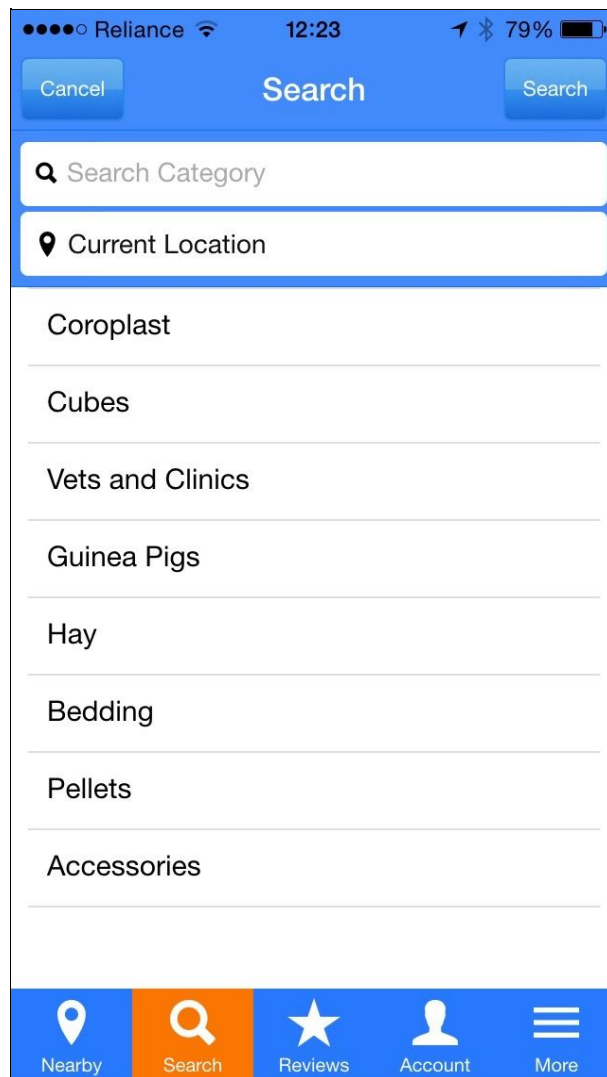 Reliance 12:23 79%
Cancel Search Search
Search Category
Current Location
Coroplast
Cubes
Vets and Clinics
Guinea Pigs
Hay
Bedding
Pellets
Accessories
Nearby Search Reviews Account More